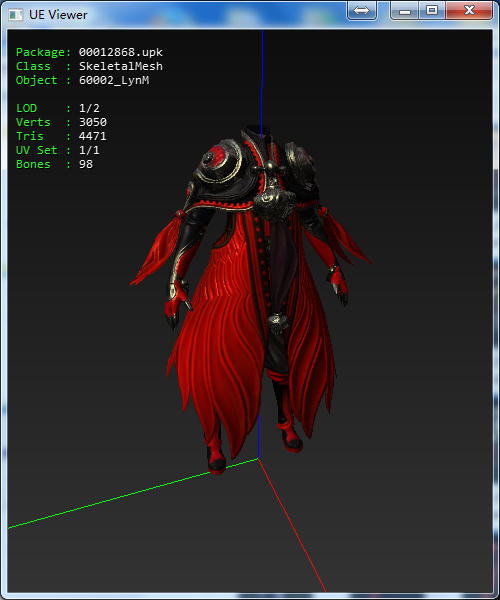 UE Viewer
Package: 00012868.upk
Class : SkeletalMesh
Object : 60002_LynM
LOD : 1/2
Verts : 3050
Tris : 4471
UV Set : 1/1
Bones : 98